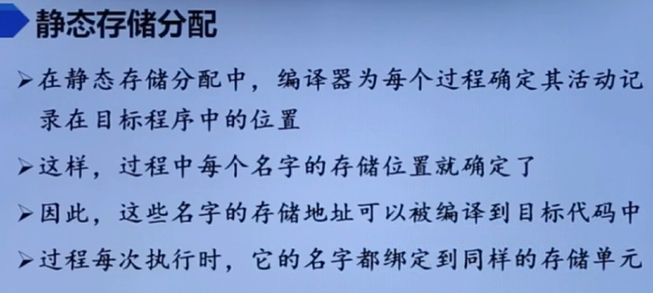 静态存储分配
➢在静态存储分配中，编译器为每个过程确定其活动记
录在目标程序中的位置
➢这样，过程中每个名字的存储位置就确定了
➢因此，这些名字的存储地址可以被编译到目标代码中
➢过程每次执行时，它的名字都绑定到同样的存储单元